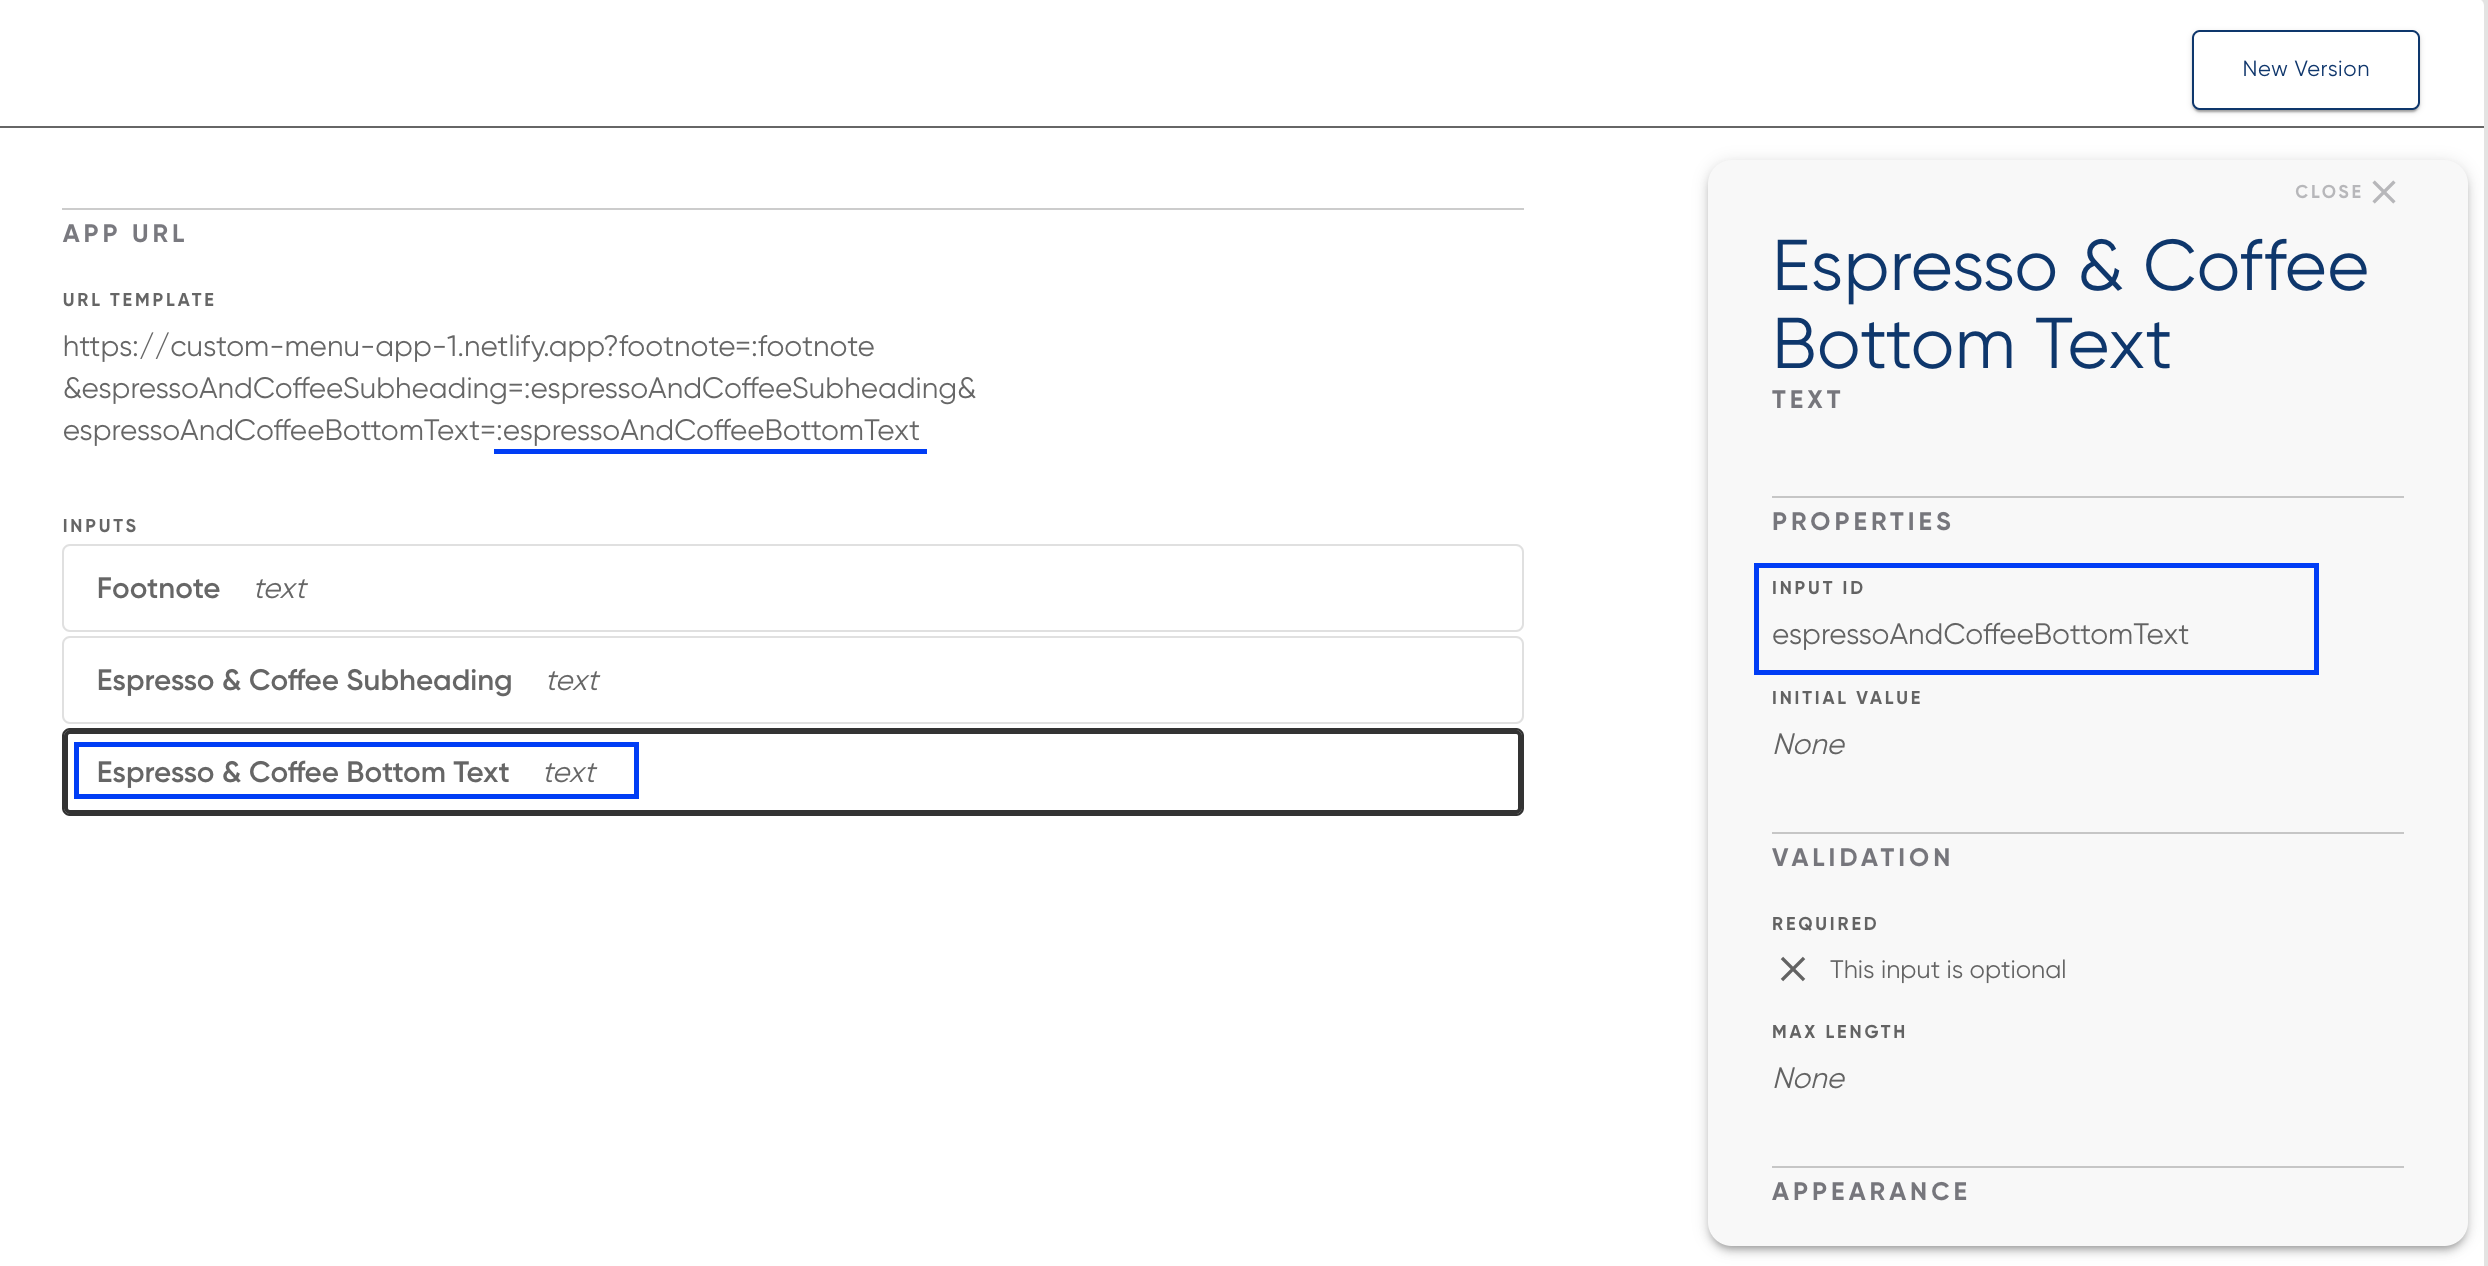 New Version
APP URL
URL TEMPLATE
https://custom-menu-app-1.netlify.app?footnote=:footnote
&espressoAndCoffeeSubheading=:espressoAndCoffeeSubheading&
espressoAndCoffeeBottomText=:espressoAndCoffeeBottomText
INPUTS
Footnote text
Espresso & Coffee Subheading text
Espresso & Coffee Bottom Text text
CLOSE
Espresso & Coffee
Bottom Text
TEXT
PROPERTIES
INPUT ID
espressoAndCoffeeBottomText
INITIAL VALUE
None
VALIDATION
REQUIRED
This input is optional
MAX LENGTH
None
APPEARANCE